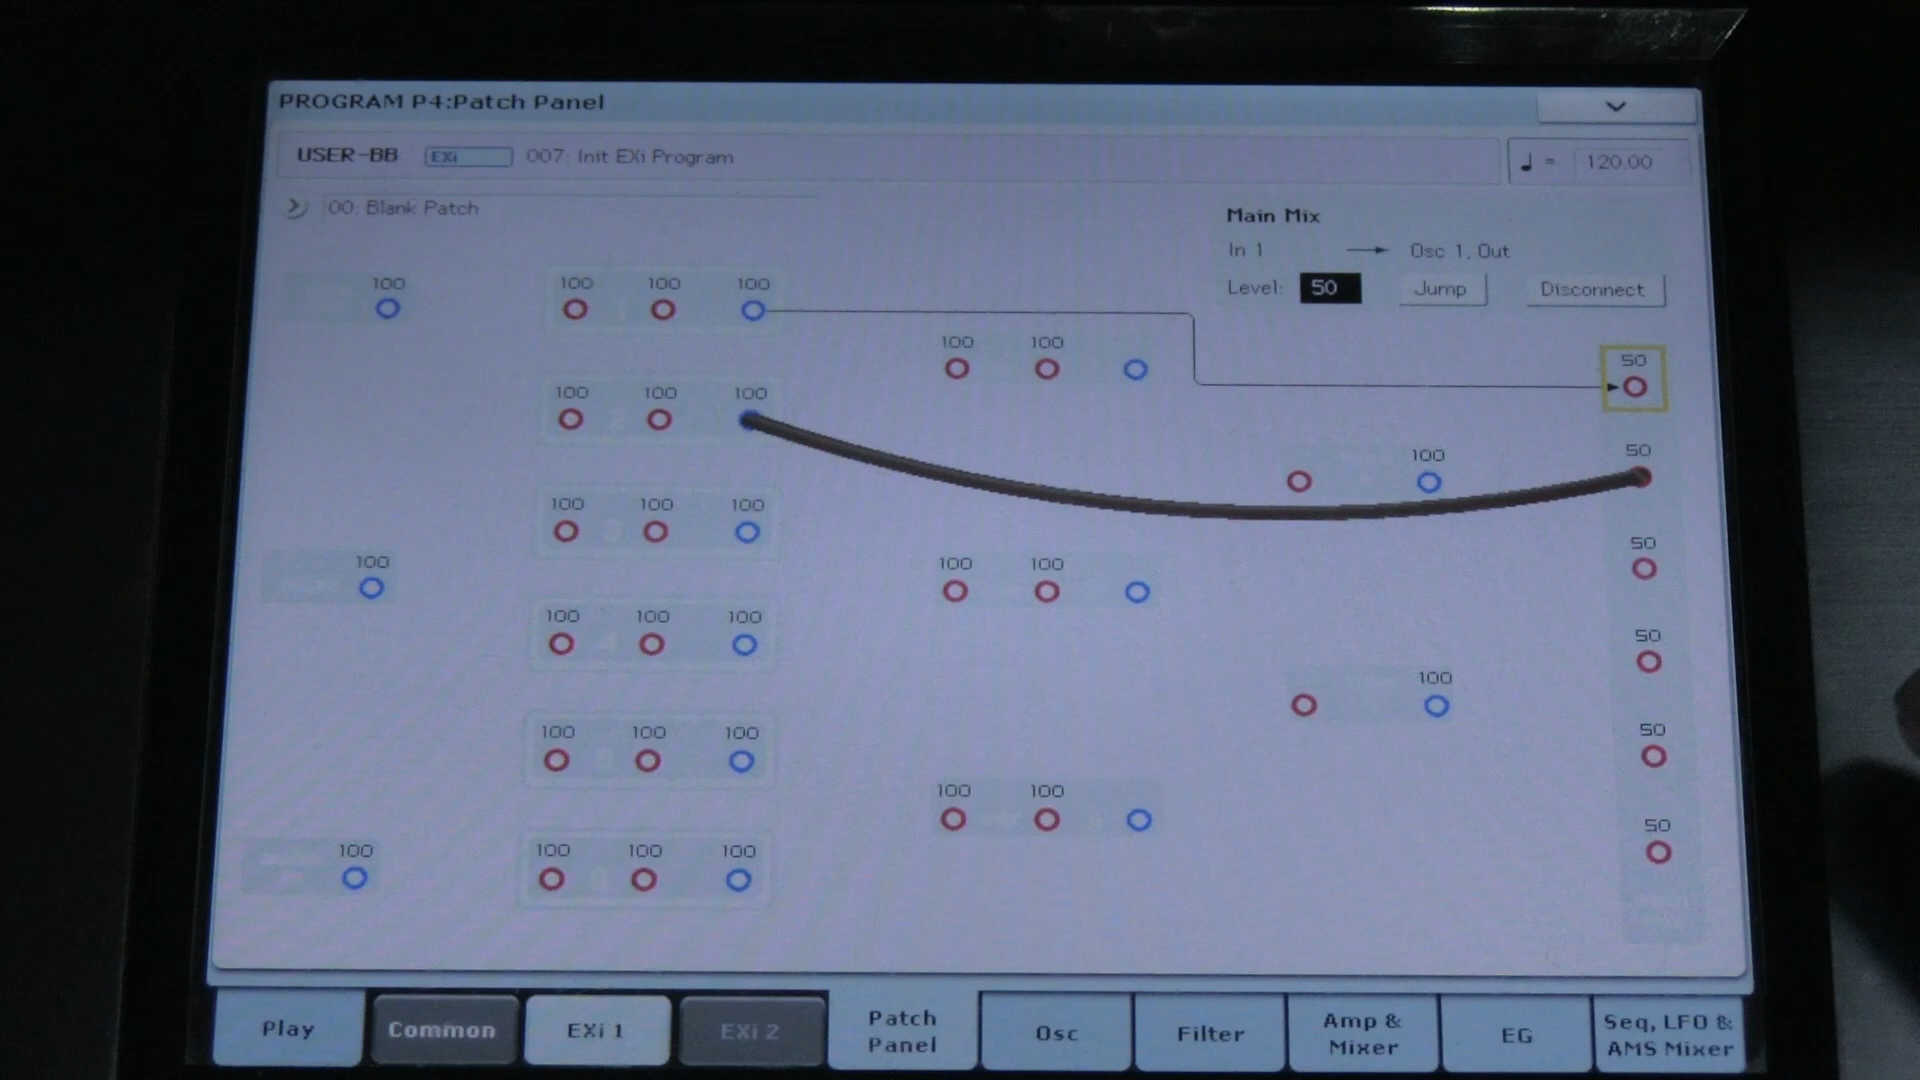 PROGRAM P4:Patch Panel
USER-BB EXi 007: Init EXi Program ♩ = 120.00
00: Blank Patch
Main Mix
In 1 Osc 1, Out
Level: 50 Jump Disconnect
100 100 100 100
100 100
50
100 100 100
50
100
100 100 100
50
100 100 100
100 100 100
50
100
100 100 100
50
100 100
50
100 100 100 100
Play Common EXi 1 EXi 2 Patch Panel Osc Filter Amp & Mixer EG Seq, LFO & AMS Mixer